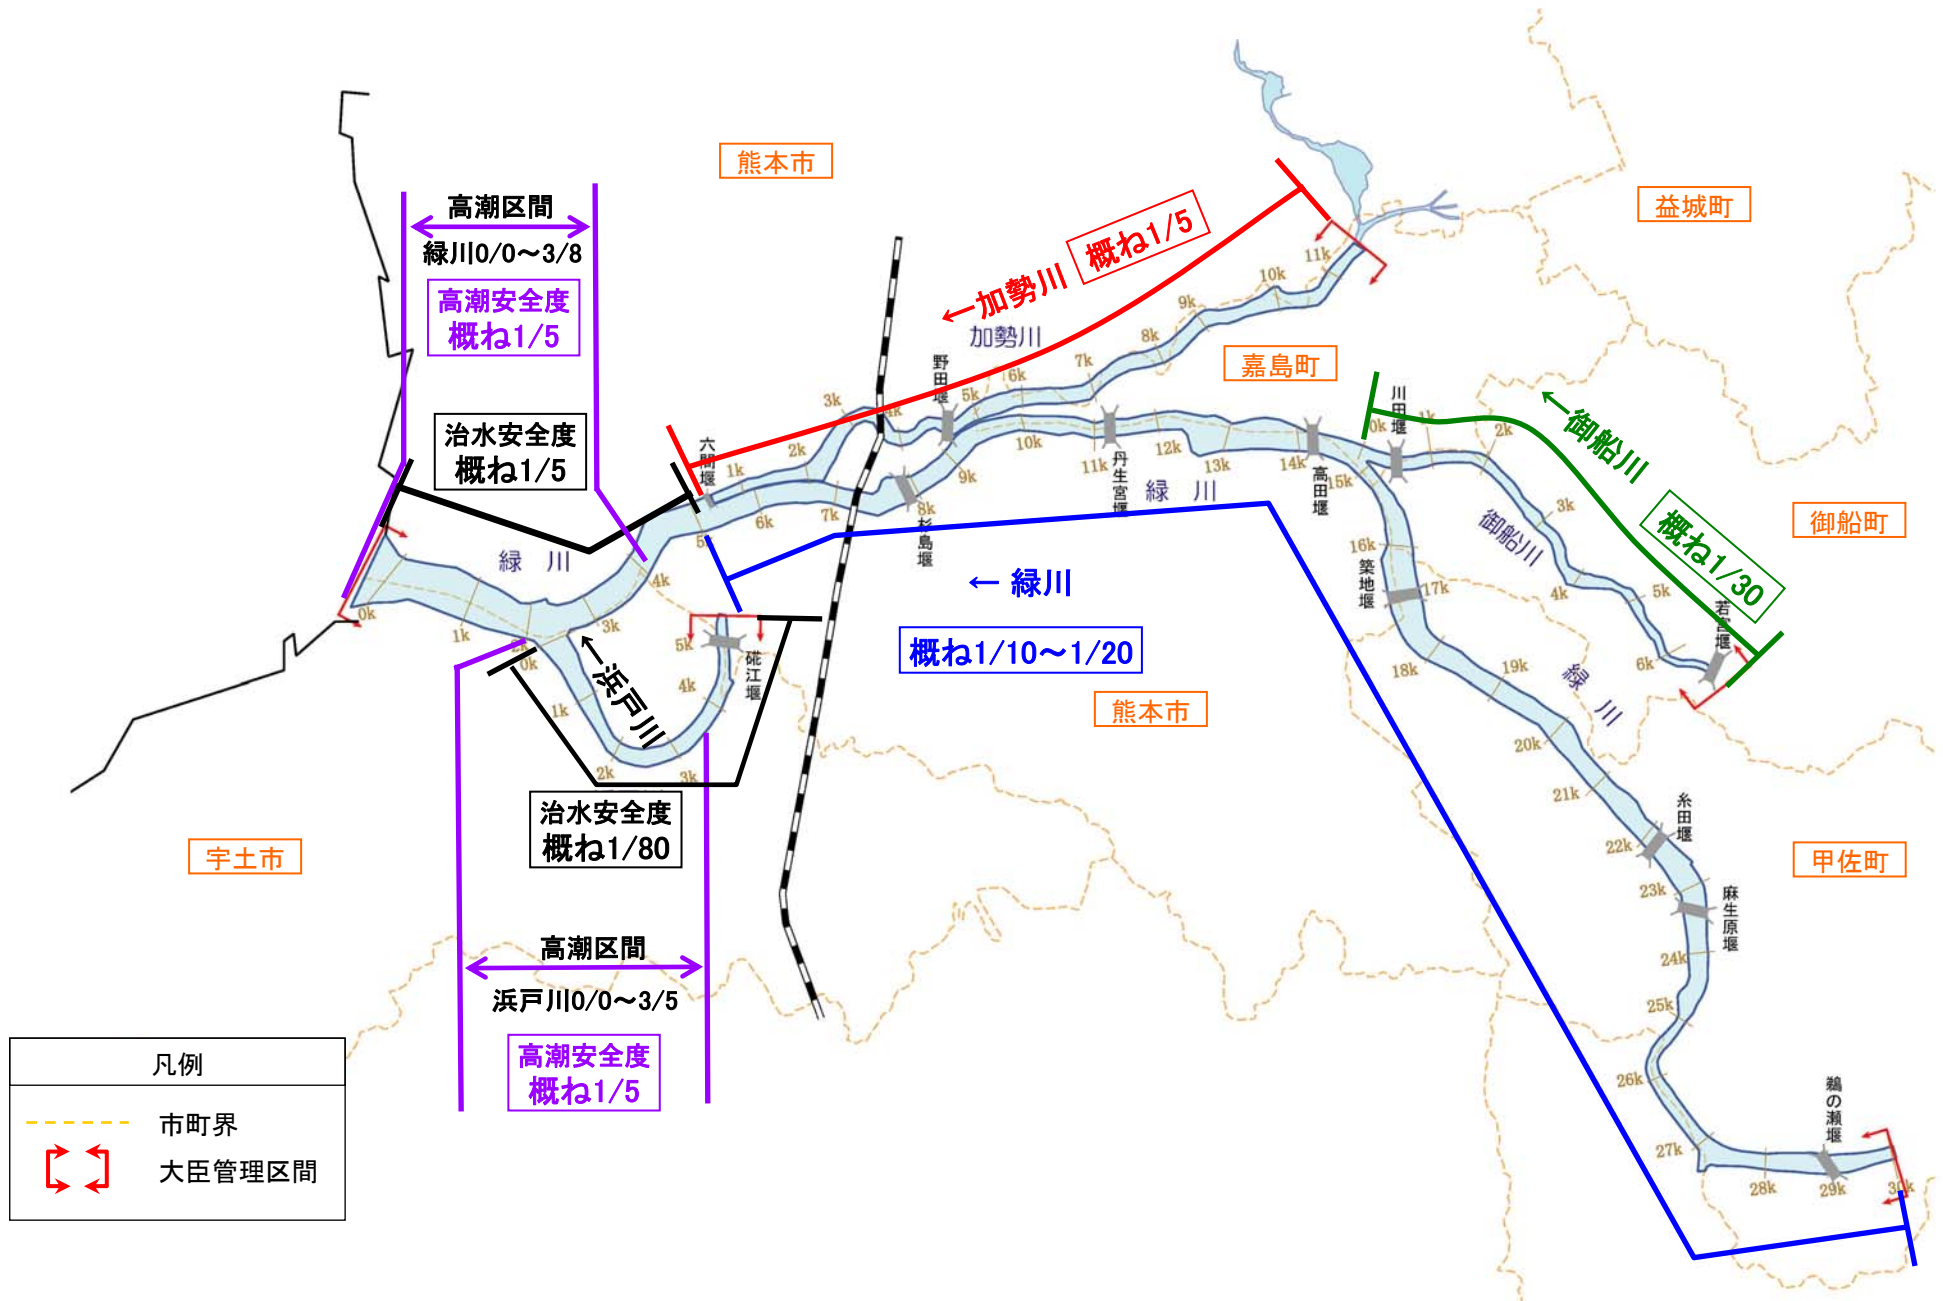 熊本市
益城町
高潮区間
緑川0/0～3/8
高潮安全度
概ね1/5
治水安全度
概ね1/5
←加勢川
概ね1/5
加勢川
野田堰
六間堰
嘉島町
川田堰
←御船川
概ね1/30
御船川
御船町
若宮堰
丹生宮堰
高田堰
緑 川
杉島堰
築地堰
緑 川
←緑川
概ね1/10～1/20
緑 川
←浜戸川
硴江堰
熊本市
治水安全度
概ね1/80
宇土市
糸田堰
麻生原堰
甲佐町
鵜の瀬堰
高潮区間
浜戸川0/0～3/5
高潮安全度
概ね1/5
0k
1k
2k
3k
4k
6k
7k
8k
9k
10k
11k
12k
13k
14k
15k
16k
17k
18k
19k
20k
21k
22k
23k
24k
25k
26k
27k
28k
29k
30k
1k
2k
3k
4k
5k
6k
7k
8k
9k
10k
11k
0k
1k
2k
3k
4k
5k
6k
0k
1k
2k
3k
4k
5k
凡例
市町界
大臣管理区間